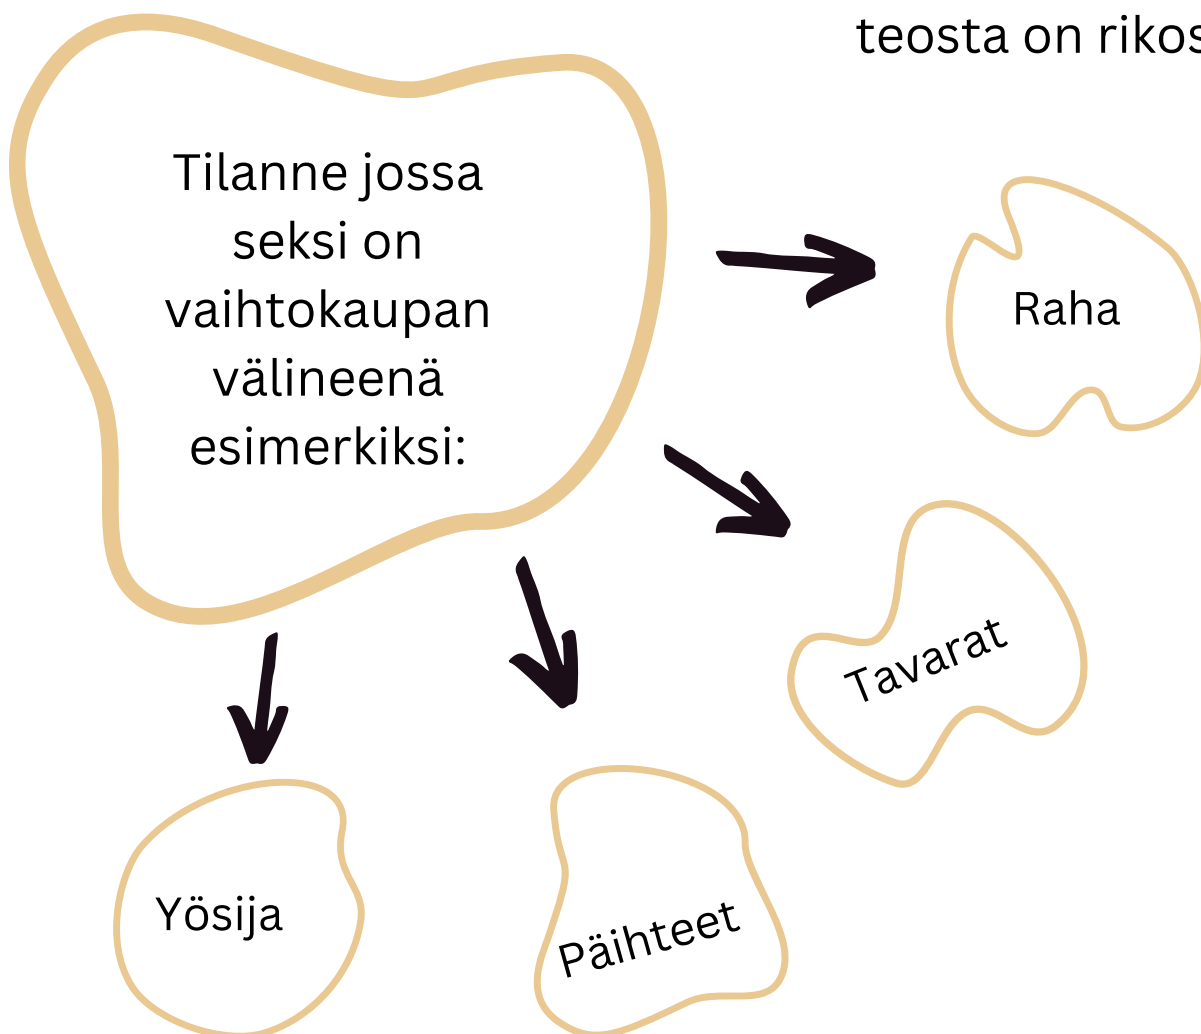 teosta on rikos
Tilanne jossa
seksi on
vaihtokaupan
välineenä
esimerkiksi:
Raha
Tavarat
Päihteet
Yösija